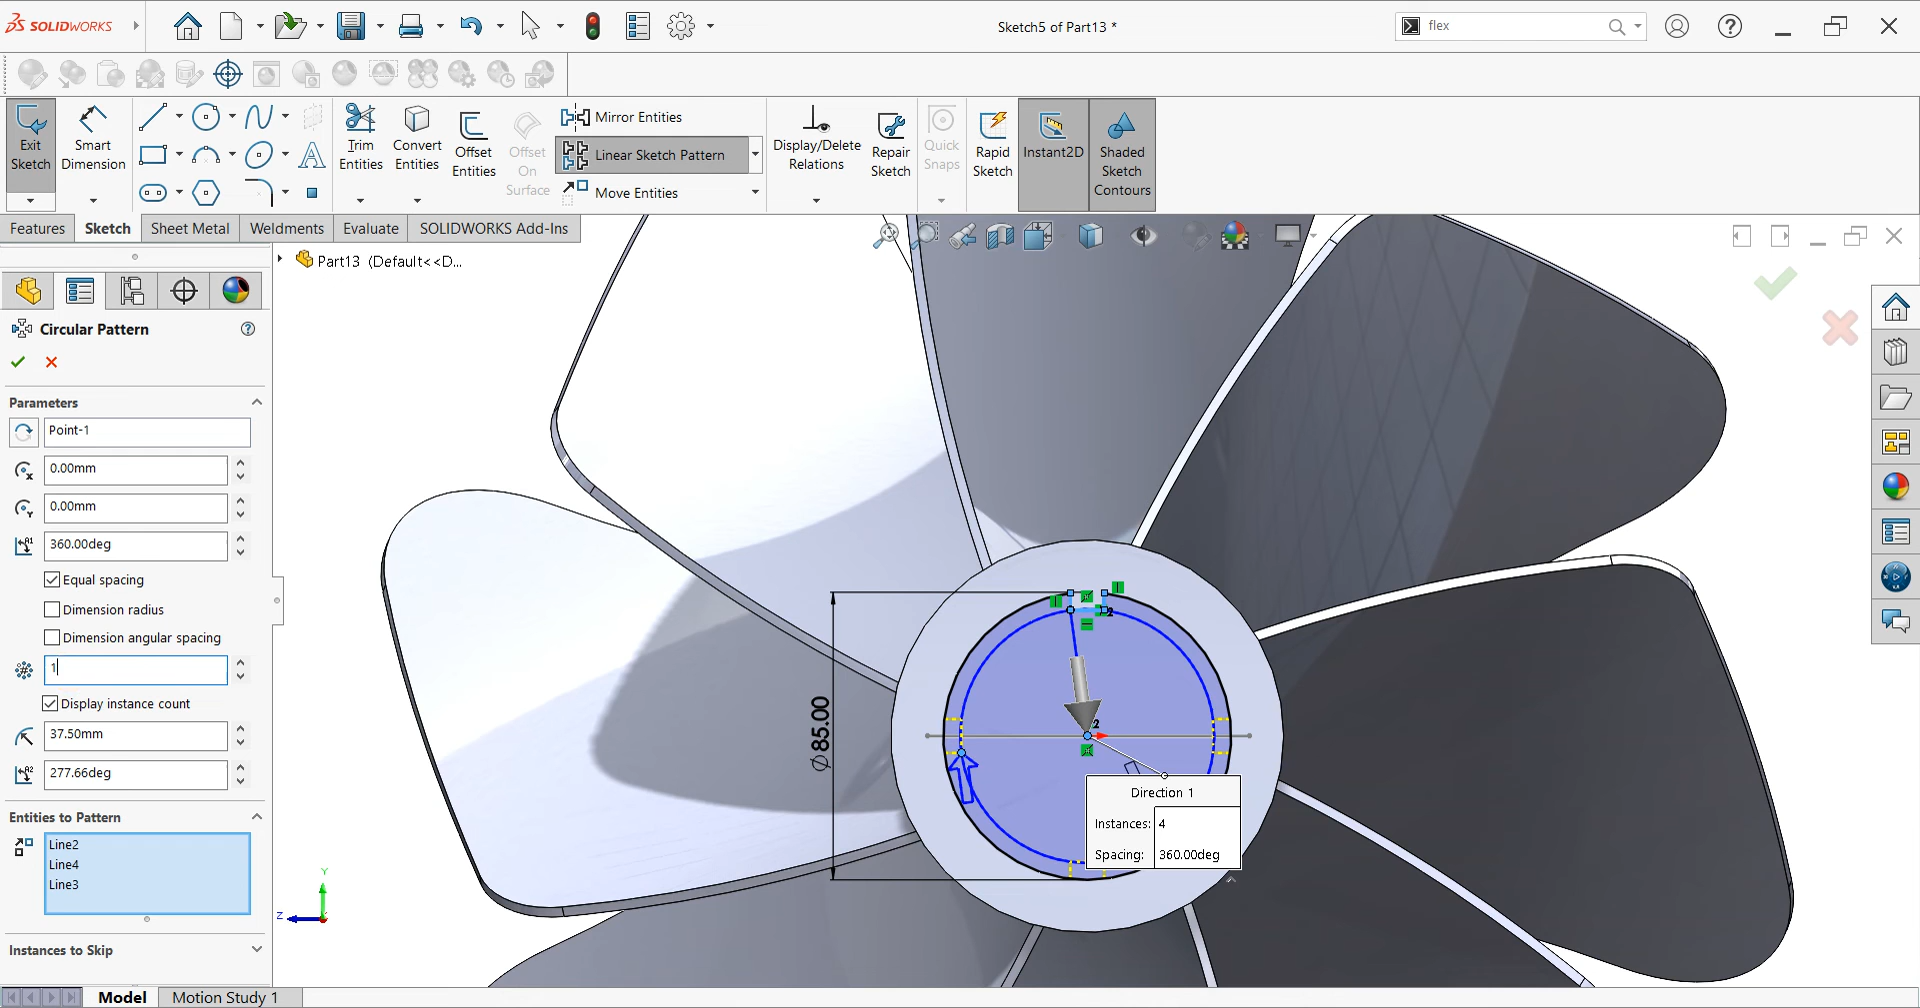 SOLIDWORKS
Sketch5 of Part13 *
flex
Exit Sketch
Smart Dimension
Trim Entities
Convert Entities
Offset Entities
Offset On Surface
Mirror Entities
Linear Sketch Pattern
Move Entities
Display/Delete Relations
Repair Sketch
Quick Snaps
Rapid Sketch
Instant2D
Shaded Sketch Contours
Features
Sketch
Sheet Metal
Weldments
Evaluate
SOLIDWORKS Add-Ins
Part13 (Default<<D...
Circular Pattern
Parameters
Point-1
0.00mm
0.00mm
360.00deg
Equal spacing
Dimension radius
Dimension angular spacing
1
Display instance count
37.50mm
277.66deg
Entities to Pattern
Line2
Line4
Line3
Instances to Skip
Ø85.00
2
2
Direction 1
Instances: 4
Spacing: 360.00deg
Y
Z
Model
Motion Study 1